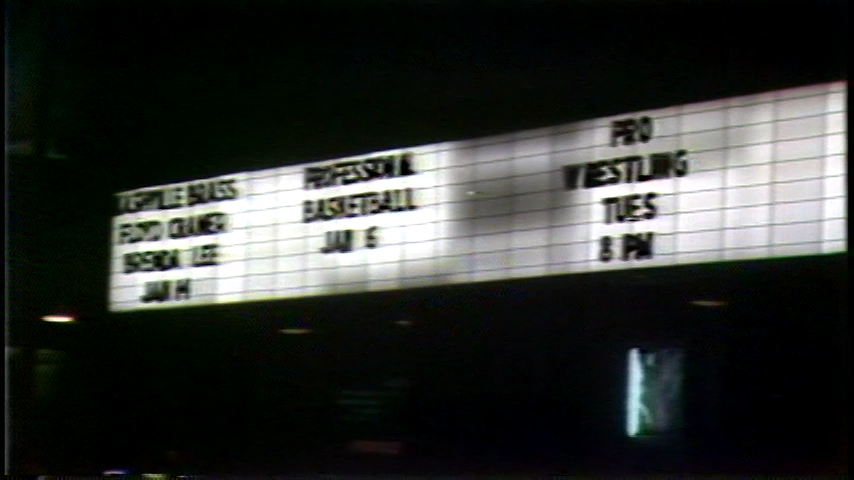 NASHVILLE BRASS
FLOYD CRAMER
BRENDA LEE
JAN
PROFESSIONAL
BASKETBALL
JAN 6
PRO
WRESTLING
TUES
8 PM